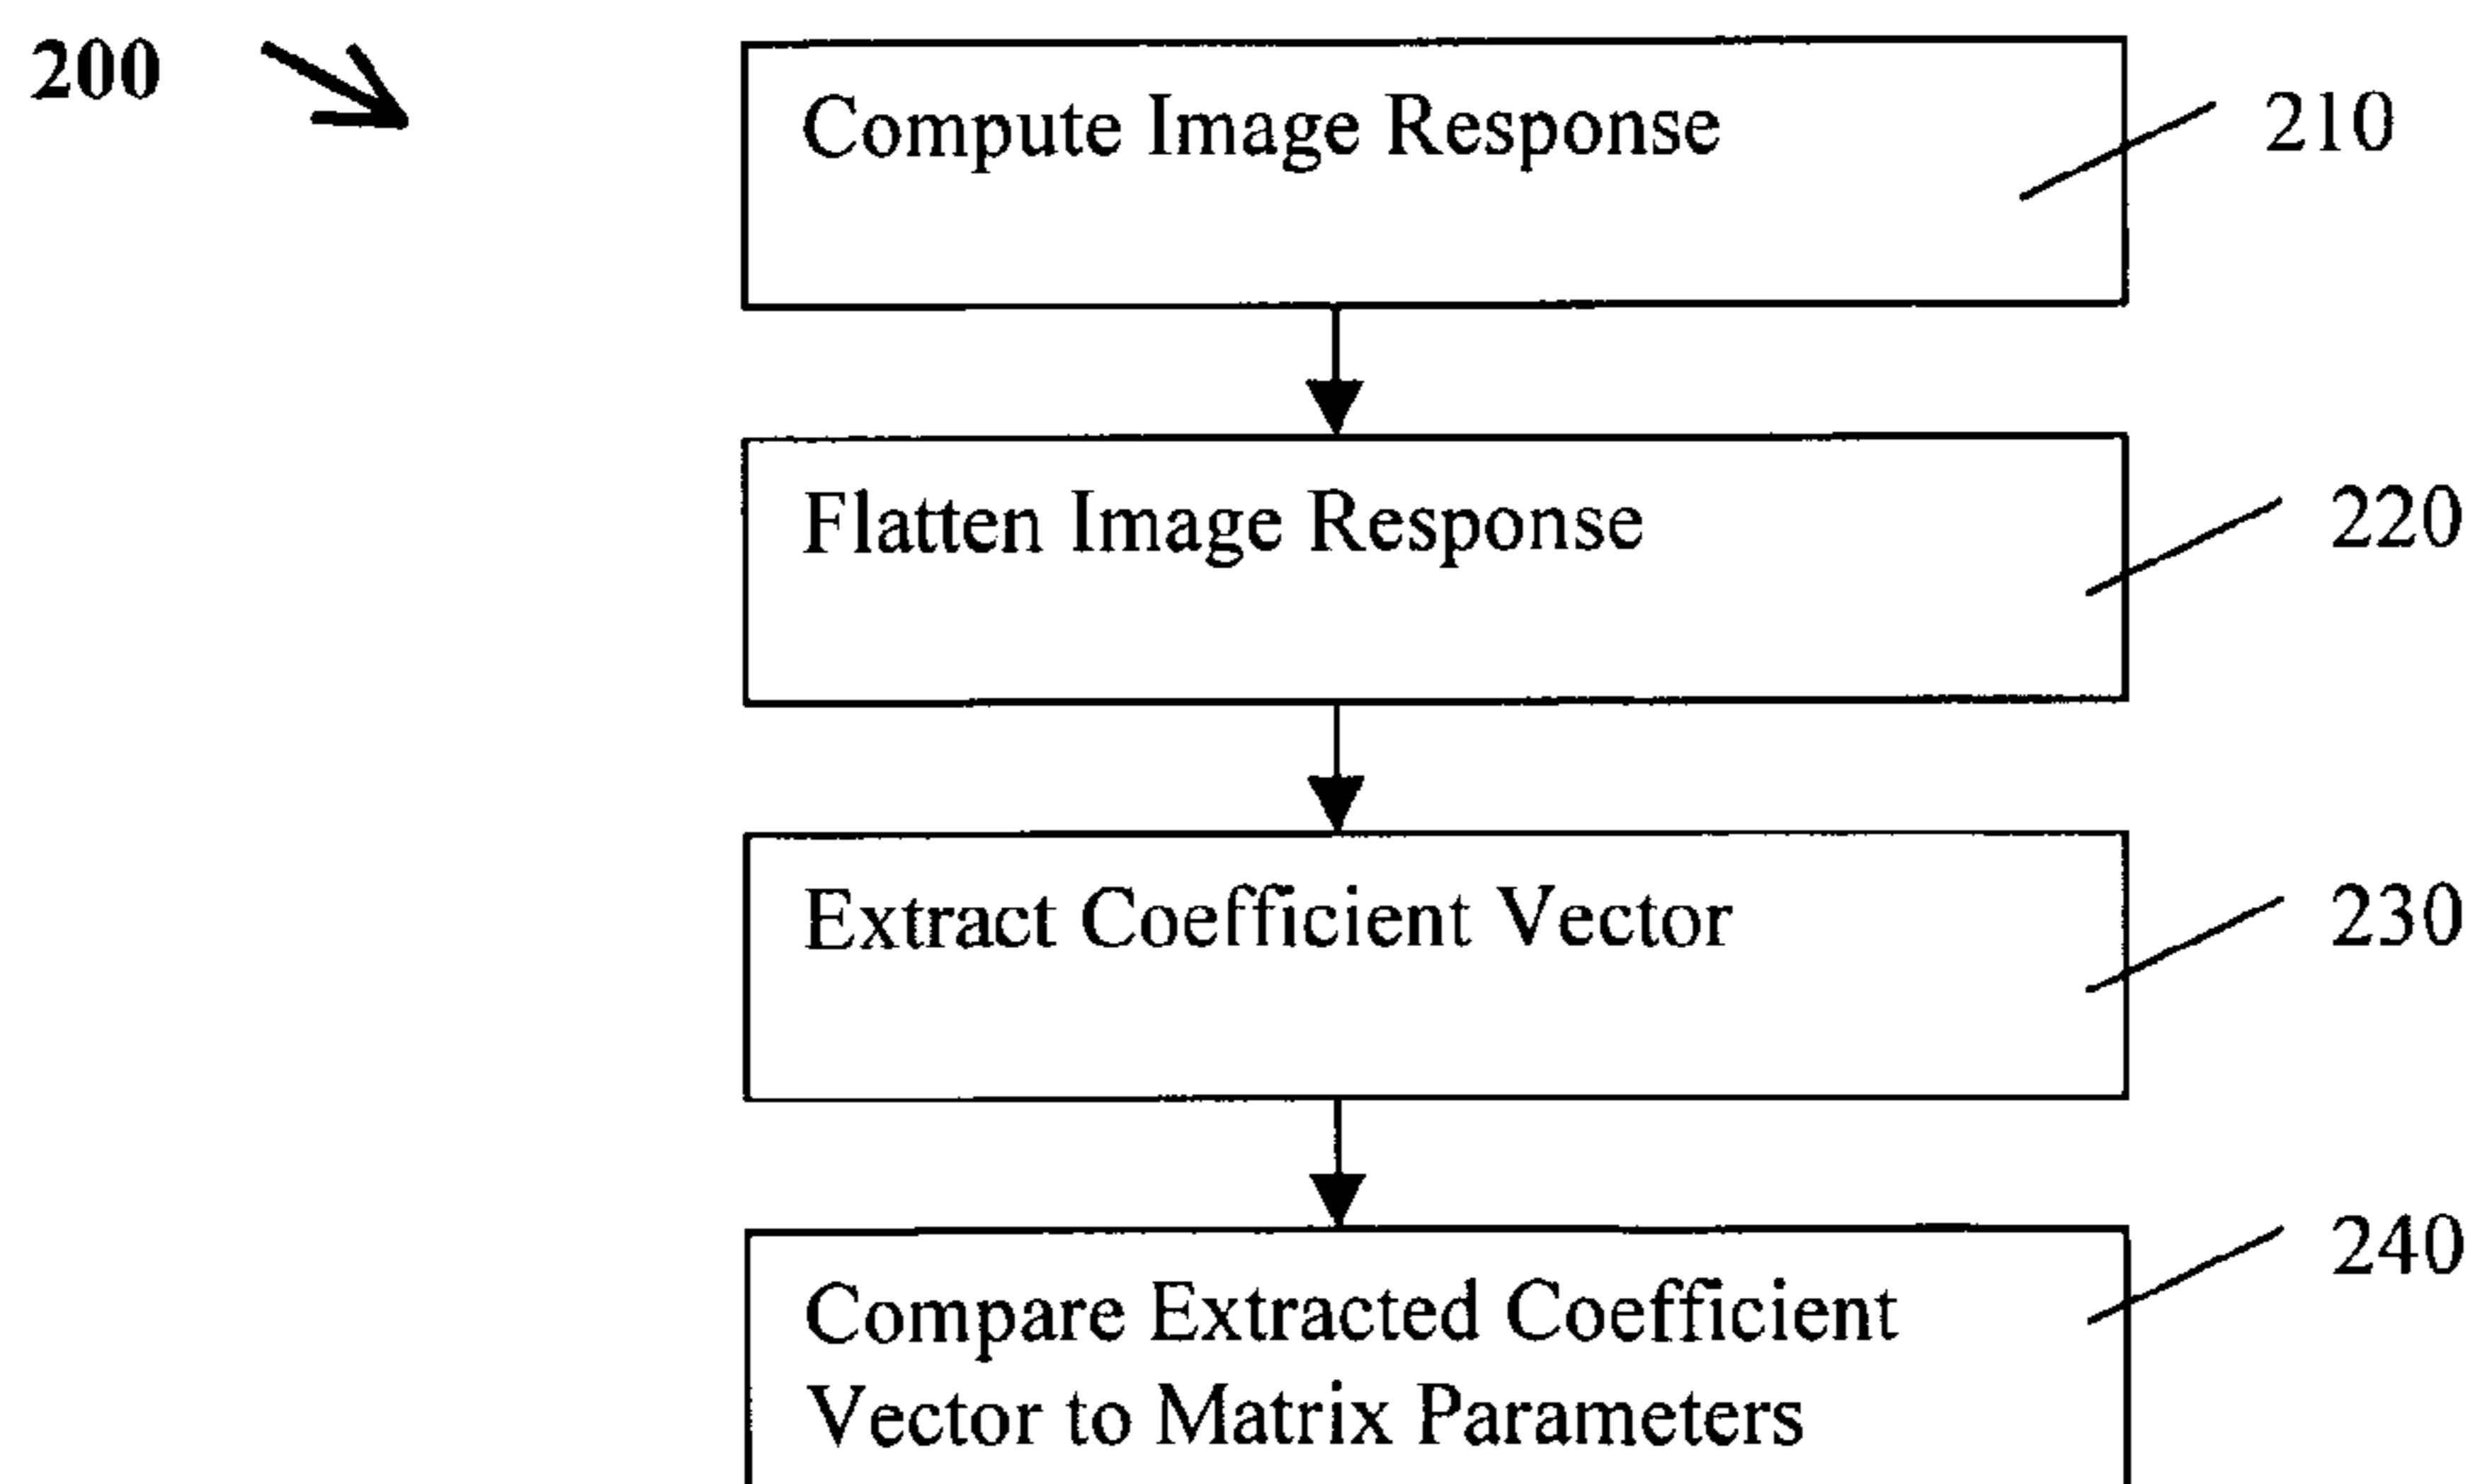 200
Compute Image Response
210
Flatten Image Response
220
Extract Coefficient Vector
230
Compare Extracted Coefficient
Vector to Matrix Parameters
240